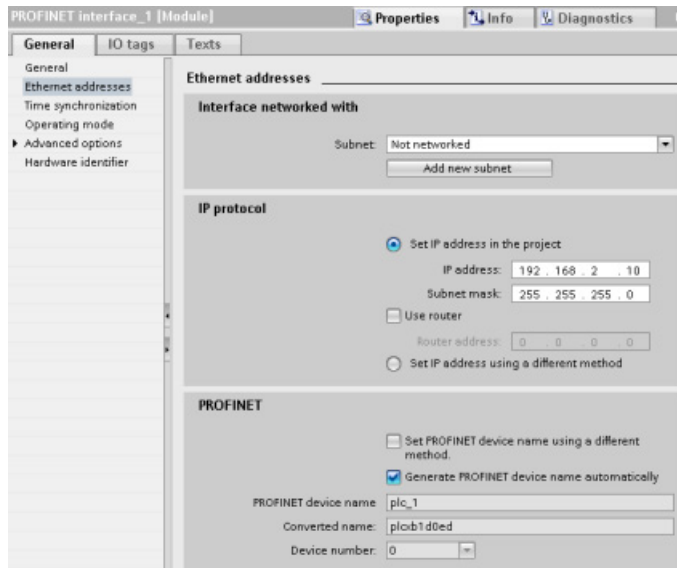 PROFINET interface_1 [Module]
Properties
Info
Diagnostics
General
IO tags
Texts
General
Ethernet addresses
Time synchronization
Operating mode
Advanced options
Hardware identifier
Ethernet addresses
Interface networked with
Subnet: Not networked
Add new subnet
IP protocol
Set IP address in the project
IP address: 192 . 168 . 2 . 10
Subnet mask: 255 . 255 . 255 . 0
Use router
Router address: 0 . 0 . 0 . 0
Set IP address using a different method
PROFINET
Set PROFINET device name using a different
method.
Generate PROFINET device name automatically
PROFINET device name plc_1
Converted name: plcxb1d0ed
Device number: 0